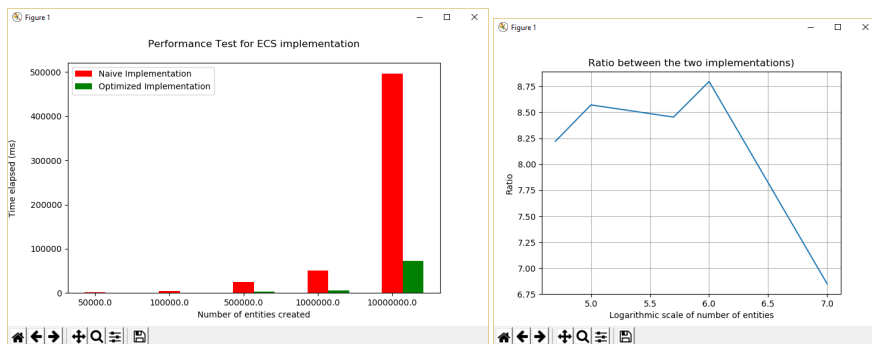 Figure 1
Performance Test for ECS implementation
Naive Implementation
Optimized Implementation
500000
400000
300000
200000
100000
0
Time elapsed (ms)
50000.0
100000.0
500000.0
1000000.0
10000000.0
Number of entities created
Figure 1
Ratio between the two implementations)
8.75
8.50
8.25
8.00
7.75
7.50
7.25
7.00
6.75
Ratio
5.0
5.5
6.0
6.5
7.0
Logarithmic scale of number of entities